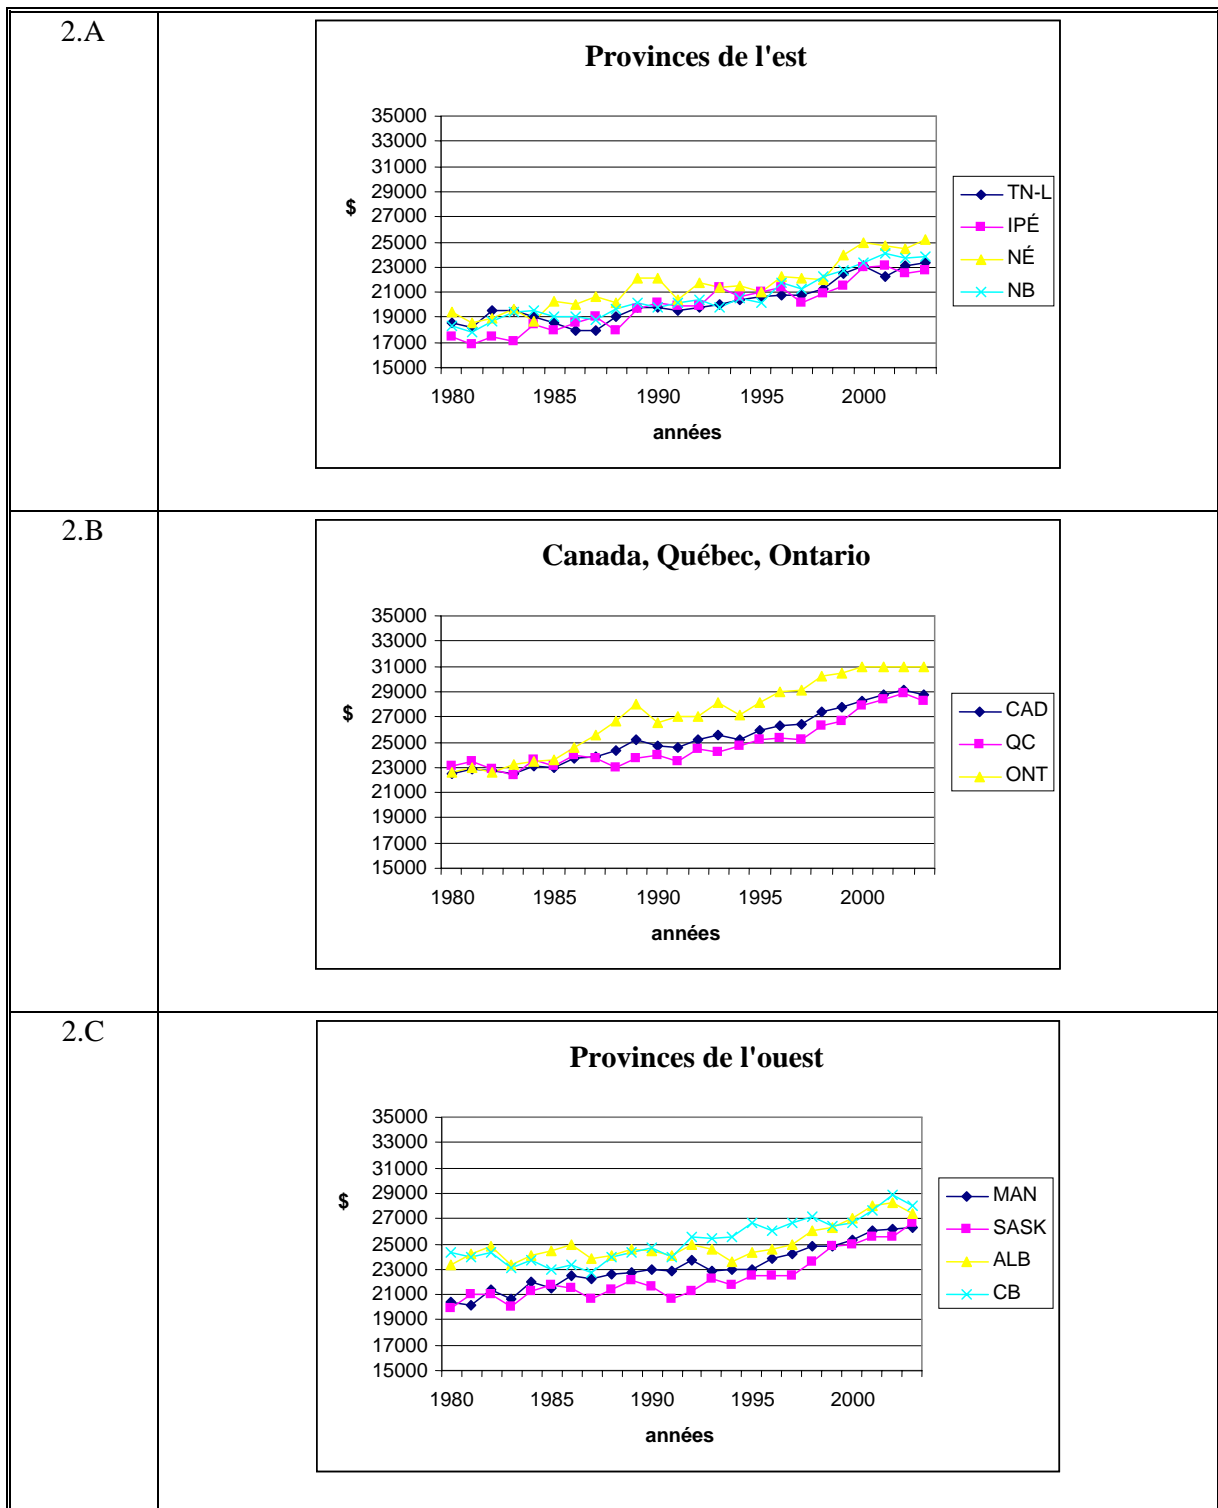 2.A
Provinces de l'est
35000
33000
31000
29000
27000
25000
23000
21000
19000
17000
15000
$
1980 1985 1990 1995 2000
années
TN-L
IPÉ
NÉ
NB
2.B
Canada, Québec, Ontario
35000
33000
31000
29000
27000
25000
23000
21000
19000
17000
15000
$
1980 1985 1990 1995 2000
années
CAD
QC
ONT
2.C
Provinces de l'ouest
35000
33000
31000
29000
27000
25000
23000
21000
19000
17000
15000
$
1980 1985 1990 1995 2000
années
MAN
SASK
ALB
CB